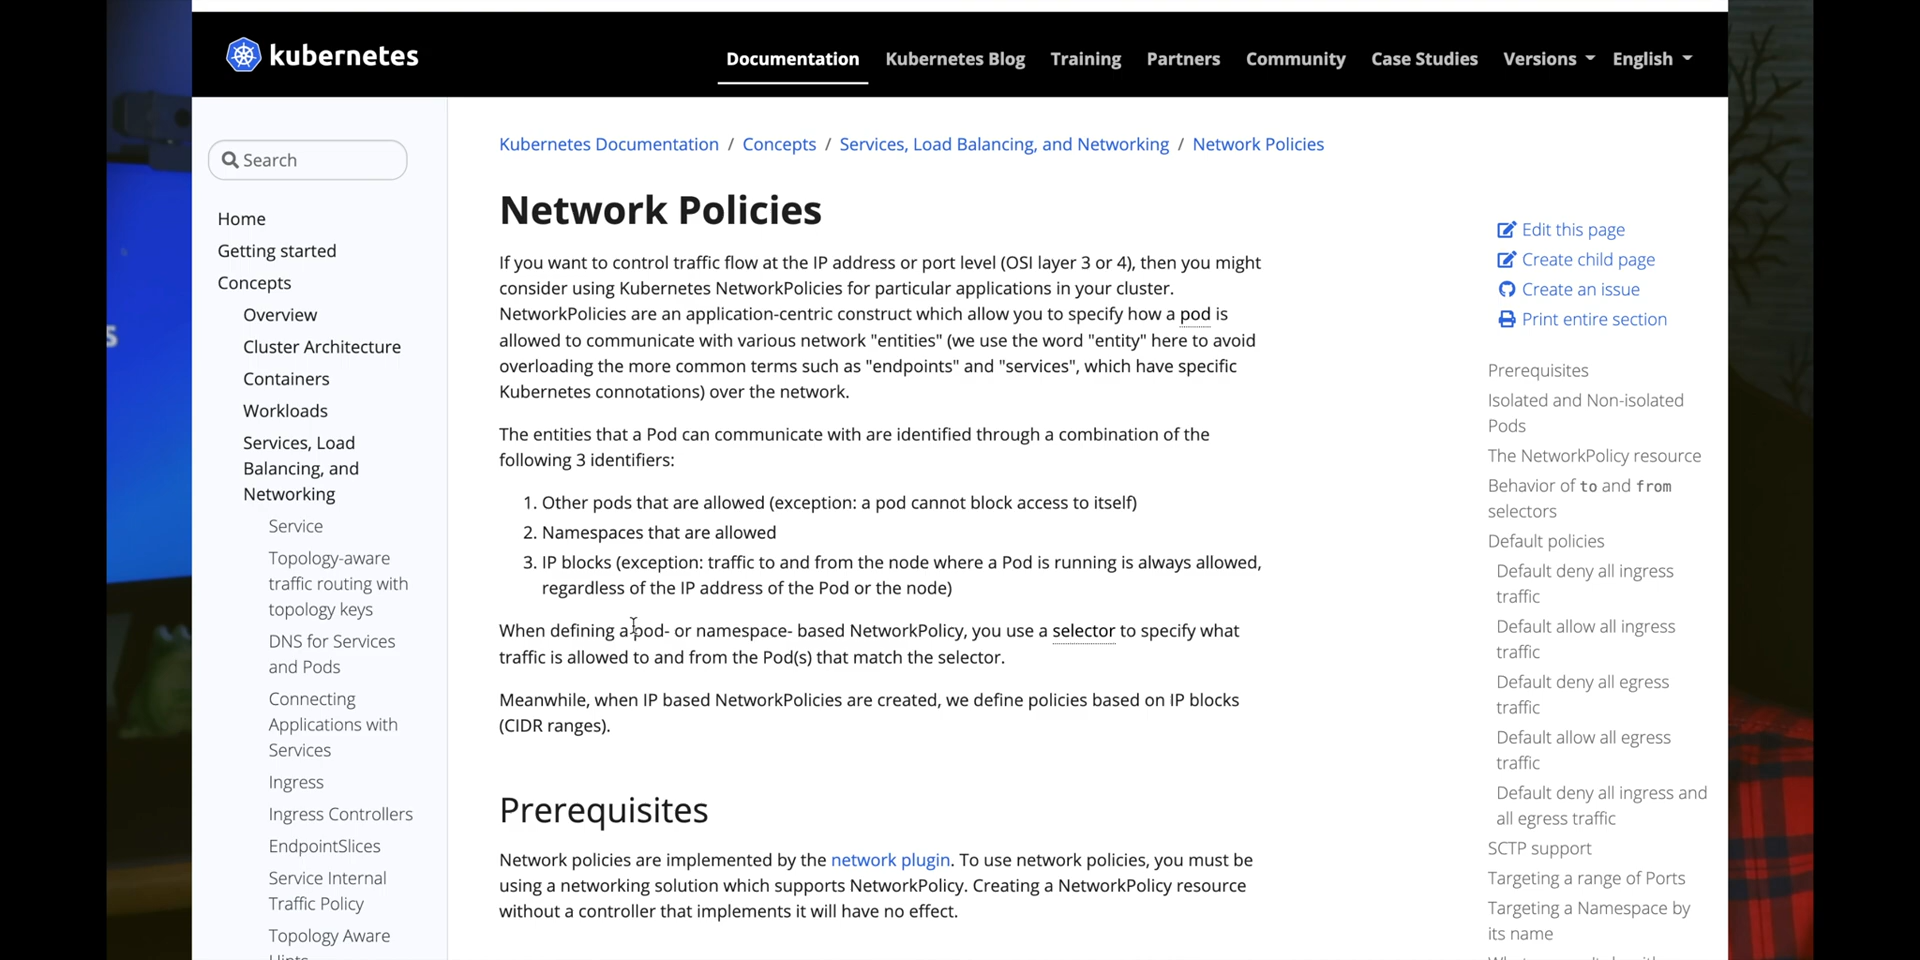 kubernetes
Documentation
Kubernetes Blog
Training
Partners
Community
Case Studies
Versions
English
Search
Home
Getting started
Concepts
Overview
Cluster Architecture
Containers
Workloads
Services, Load
Balancing, and
Networking
Service
Topology-aware
traffic routing with
topology keys
DNS for Services
and Pods
Connecting
Applications with
Services
Ingress
Ingress Controllers
EndpointSlices
Service Internal
Traffic Policy
Topology Aware
Hints
Kubernetes Documentation / Concepts / Services, Load Balancing, and Networking / Network Policies
Network Policies
If you want to control traffic flow at the IP address or port level (OSI layer 3 or 4), then you might
consider using Kubernetes NetworkPolicies for particular applications in your cluster.
NetworkPolicies are an application-centric construct which allow you to specify how a pod is
allowed to communicate with various network "entities" (we use the word "entity" here to avoid
overloading the more common terms such as "endpoints" and "services", which have specific
Kubernetes connotations) over the network.
The entities that a Pod can communicate with are identified through a combination of the
following 3 identifiers:
1. Other pods that are allowed (exception: a pod cannot block access to itself)
2. Namespaces that are allowed
3. IP blocks (exception: traffic to and from the node where a Pod is running is always allowed,
regardless of the IP address of the Pod or the node)
When defining a pod- or namespace- based NetworkPolicy, you use a selector to specify what
traffic is allowed to and from the Pod(s) that match the selector.
Meanwhile, when IP based NetworkPolicies are created, we define policies based on IP blocks
(CIDR ranges).
Prerequisites
Network policies are implemented by the network plugin. To use network policies, you must be
using a networking solution which supports NetworkPolicy. Creating a NetworkPolicy resource
without a controller that implements it will have no effect.
Edit this page
Create child page
Create an issue
Print entire section
Prerequisites
Isolated and Non-isolated
Pods
The NetworkPolicy resource
Behavior of to and from
selectors
Default policies
Default deny all ingress
traffic
Default allow all ingress
traffic
Default deny all egress
traffic
Default allow all egress
traffic
Default deny all ingress and
all egress traffic
SCTP support
Targeting a range of Ports
Targeting a Namespace by
its name